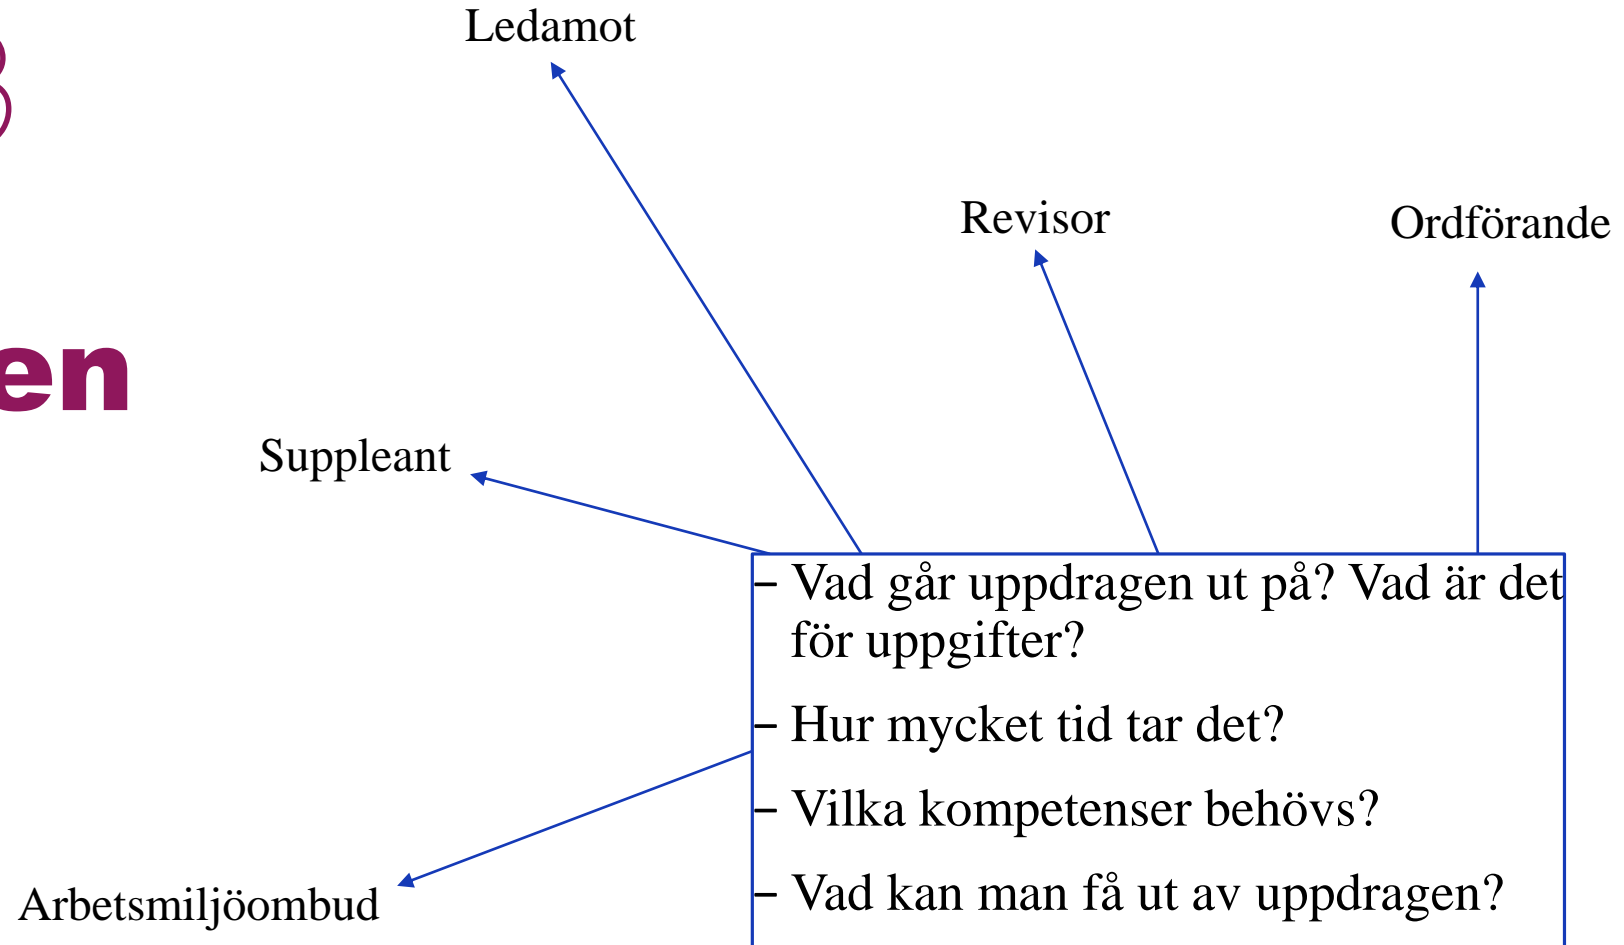 Ledamot
Revisor
Ordförande
en
Suppleant
– Vad går uppdragen ut på? Vad är det
för uppgifter?
– Hur mycket tid tar det?
– Vilka kompetenser behövs?
– Vad kan man få ut av uppdragen?
Arbetsmiljöombud